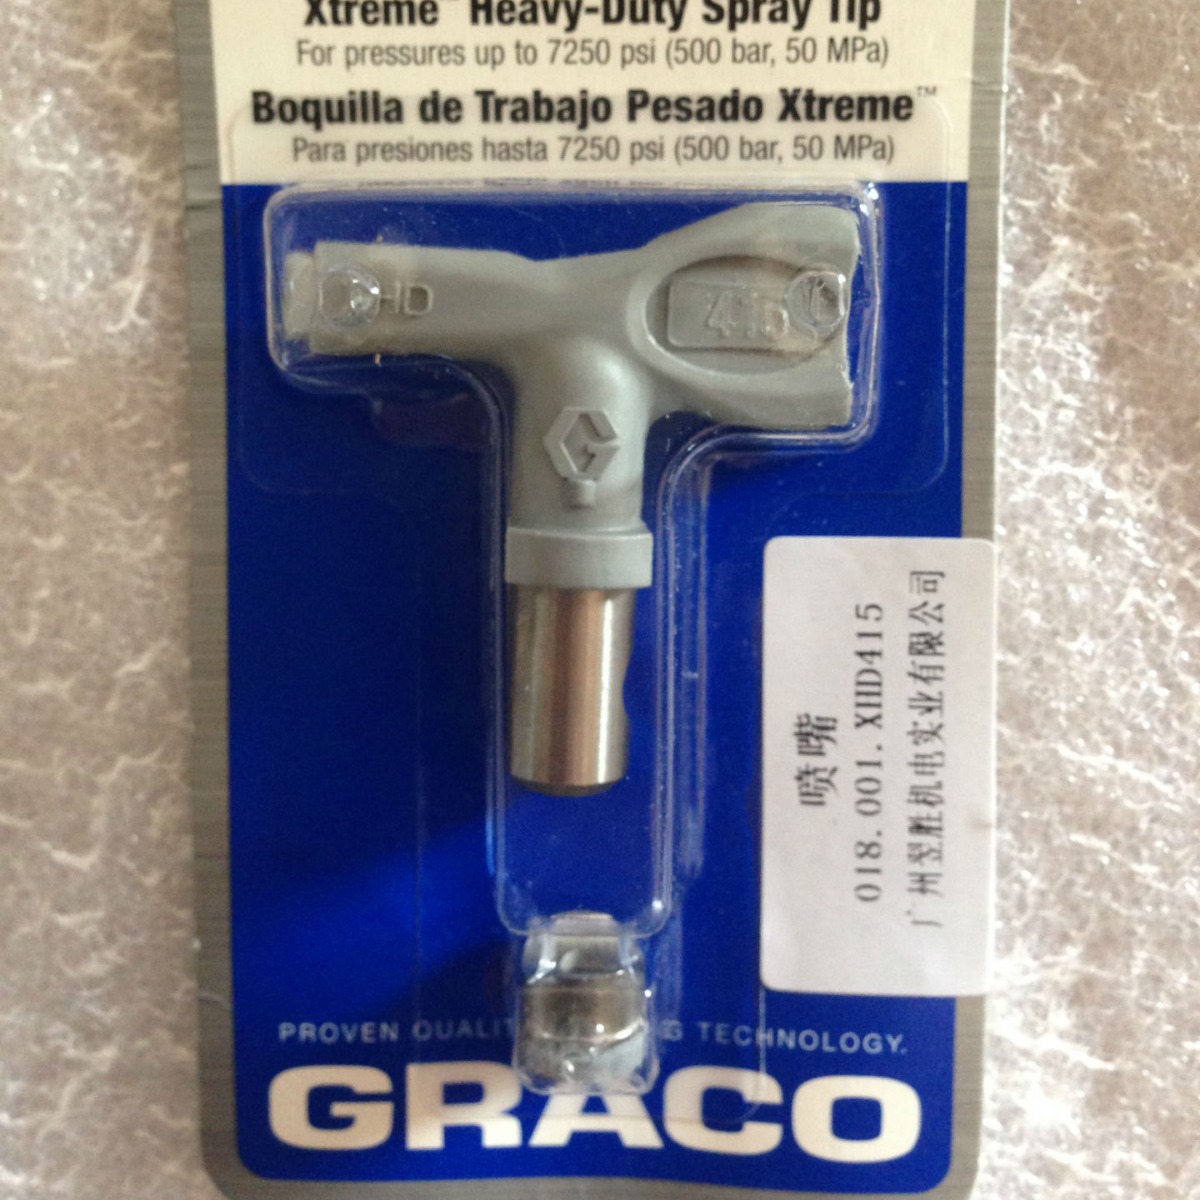 Xtreme™ Heavy-Duty Spray Tip
For pressures up to 7250 psi (500 bar, 50 MPa)
Boquilla de Trabajo Pesado Xtreme™
Para presiones hasta 7250 psi (500 bar, 50 MPa)
HD
415
喷嘴
018.001.XHD415
广州翌胜机电实业有限公司
PROVEN TECHNOLOGY.
GRACO